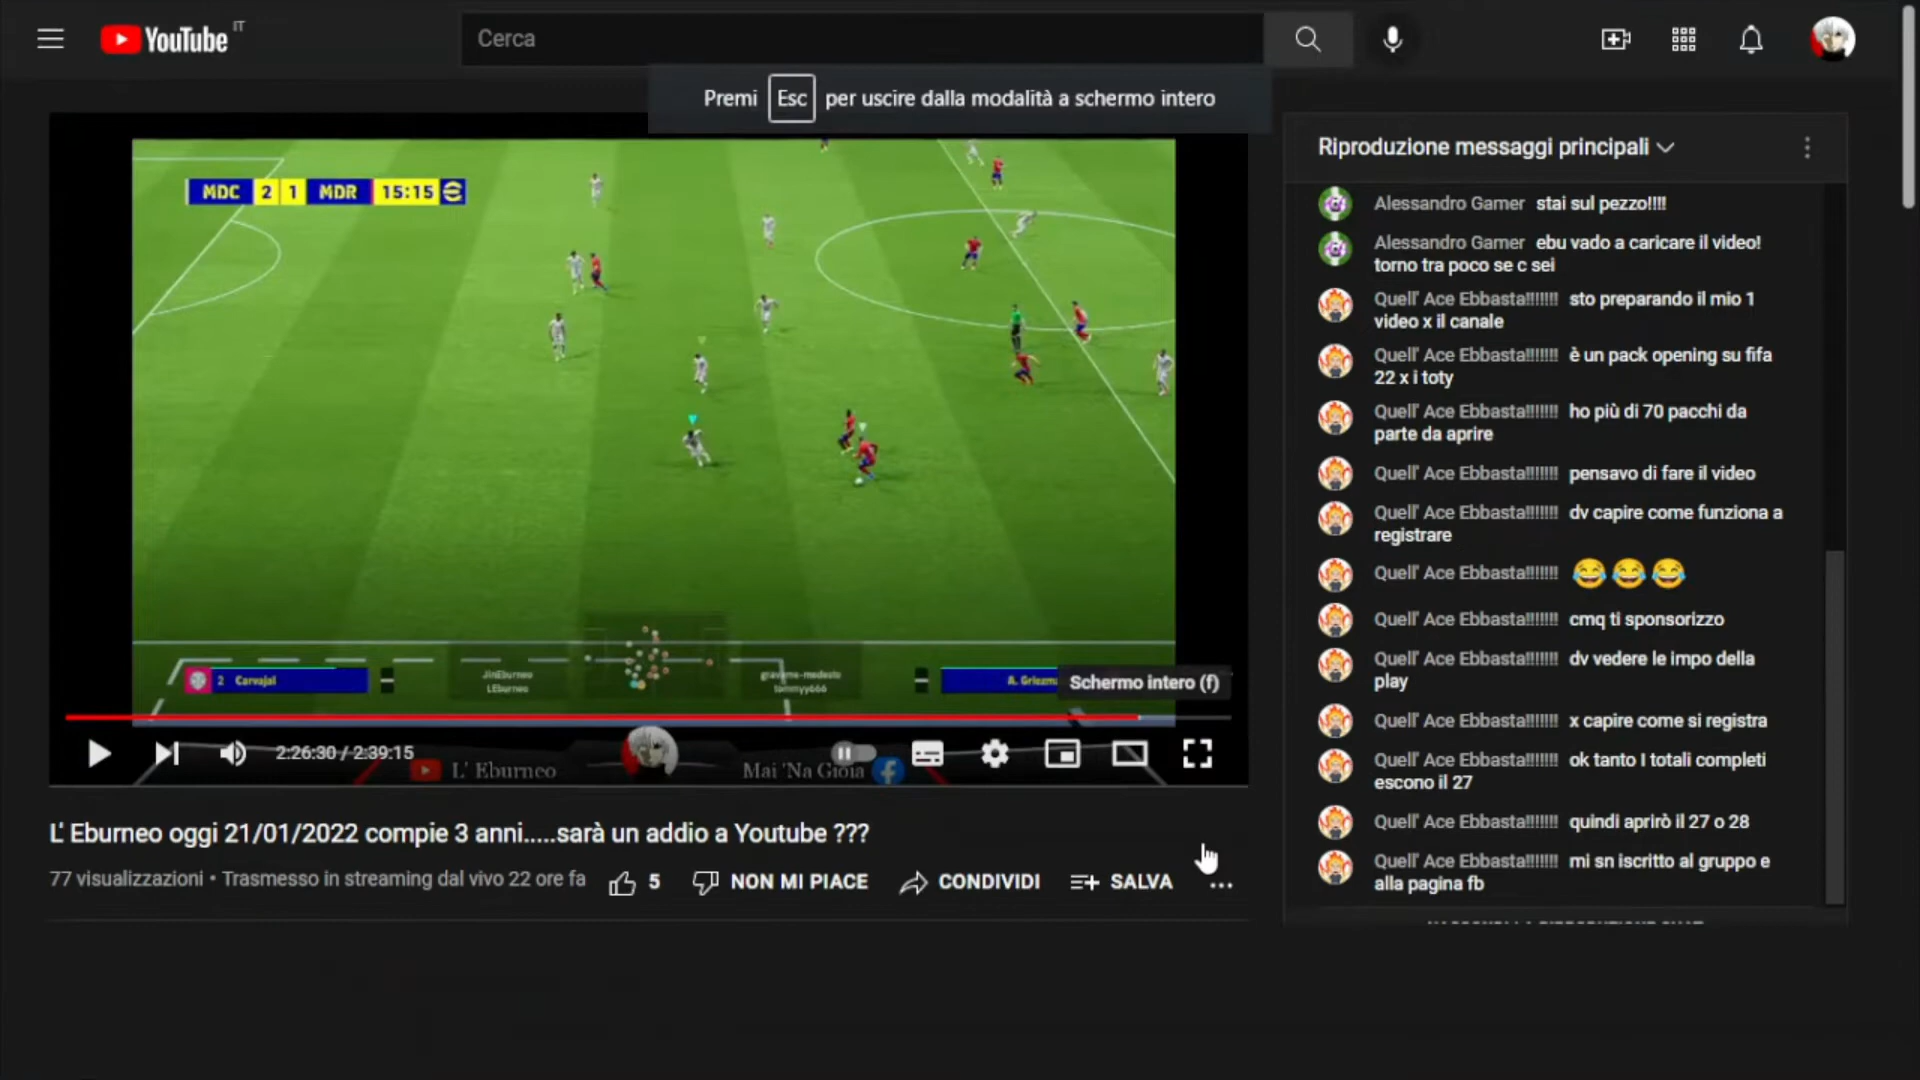 YouTube IT
Cerca
Premi Esc per uscire dalla modalità a schermo intero
MDC 2 1 MDR 15:15
2 Carvajal
JinEburneo
LEburneo
gravame-modesto
tommyy666
Schermo intero (f)
2:26:30 / 2:39:15
L' Eburneo
Mai 'Na Gioia
L' Eburneo oggi 21/01/2022 compie 3 anni.....sarà un addio a Youtube ???
77 visualizzazioni • Trasmesso in streaming dal vivo 22 ore fa
5
NON MI PIACE
CONDIVIDI
SALVA
Riproduzione messaggi principali
Alessandro Gamer stai sul pezzo!!!!
Alessandro Gamer ebu vado a caricare il video!
torno tra poco se c sei
Quell' Ace Ebbasta!!!!!!! sto preparando il mio 1
video x il canale
Quell' Ace Ebbasta!!!!!!! è un pack opening su fifa
22 x i toty
Quell' Ace Ebbasta!!!!!!! ho più di 70 pacchi da
parte da aprire
Quell' Ace Ebbasta!!!!!!! pensavo di fare il video
Quell' Ace Ebbasta!!!!!!! dv capire come funziona a
registrare
Quell' Ace Ebbasta!!!!!!! 😂😂😂
Quell' Ace Ebbasta!!!!!!! cmq ti sponsorizzo
Quell' Ace Ebbasta!!!!!!! dv vedere le impo della
play
Quell' Ace Ebbasta!!!!!!! x capire come si registra
Quell' Ace Ebbasta!!!!!!! ok tanto I totali completi
escono il 27
Quell' Ace Ebbasta!!!!!!! quindi aprirò il 27 o 28
Quell' Ace Ebbasta!!!!!!! mi sn iscritto al gruppo e
alla pagina fb